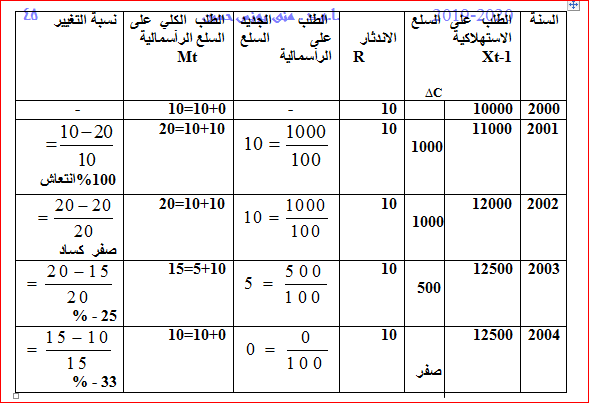 2019-2020
٤٥
السنة
الطلب على السلع
الاستهلاكية
Xt-1
ΔC
الاندثار
R
الطلب الجديد
على السلع
الرأسمالية
الطلب الكلي على
السلع الرأسمالية
Mt
نسبة التغيير
2000 10000 10 - 10=10+0 -
2001 11000 1000 10 10 = 1000/100 20=10+10 = 10-20/10
100%انتعاش
2002 12000 1000 10 10 = 1000/100 20=10+10 = 20-20/20
صفر كساد
2003 12500 500 10 5 = 500/100 15=5+10 = 20-15/20
% - 25
2004 12500 صفر 10 0 = 0/100 10=10+0 = 15-10/15
% - 33